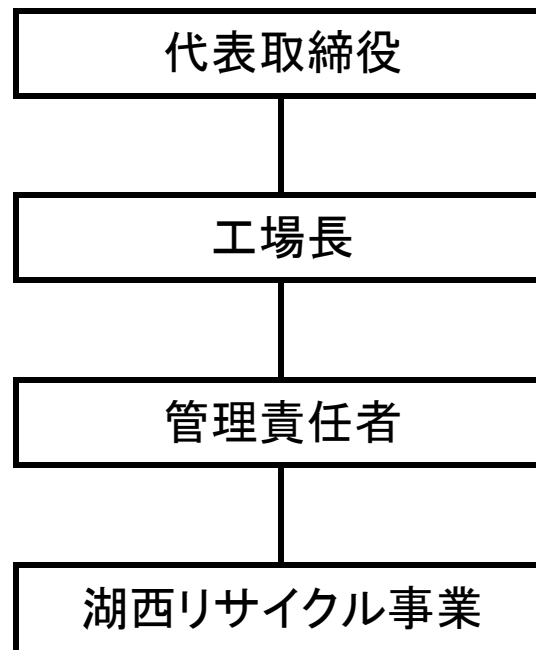 代表取締役
工場長
管理責任者
湖西リサイクル事業